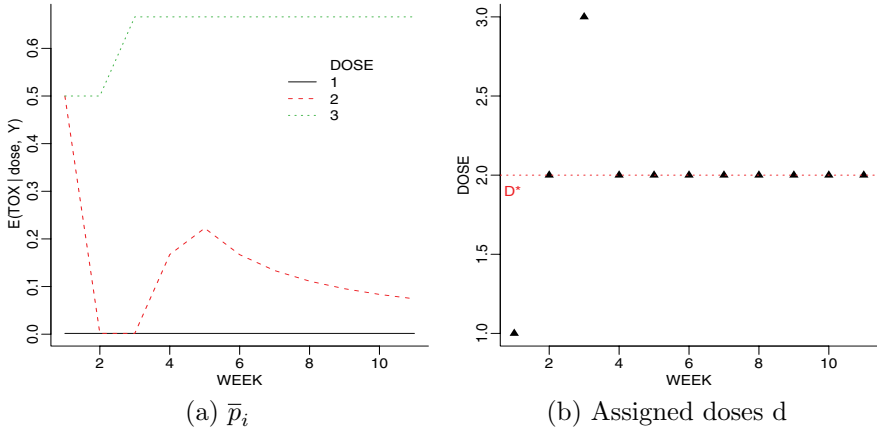 E(TOX | dose, Y)
0.0 0.1 0.2 0.3 0.4 0.5 0.6
DOSE
1
2
3
2 4 6 8 10
WEEK
(a) p̅ᵢ
DOSE
1.0 1.5 2.0 2.5 3.0
D*
2 4 6 8 10
WEEK
(b) Assigned doses d